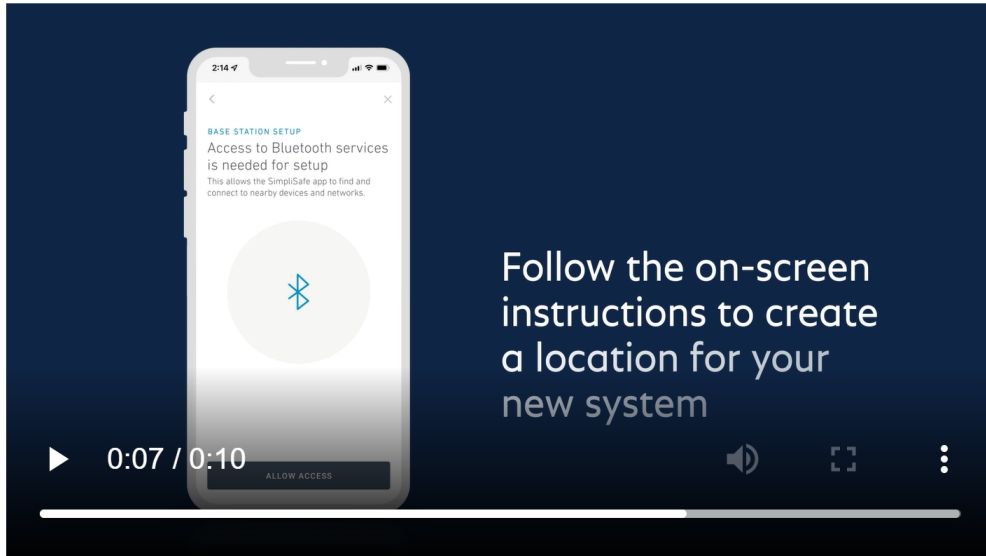 2:14
BASE STATION SETUP
Access to Bluetooth services
is needed for setup
This allows the SimpliSafe app to find and
connect to nearby devices and networks.
ALLOW ACCESS
Follow the on-screen
instructions to create
a location for your
new system
0:07 / 0:10